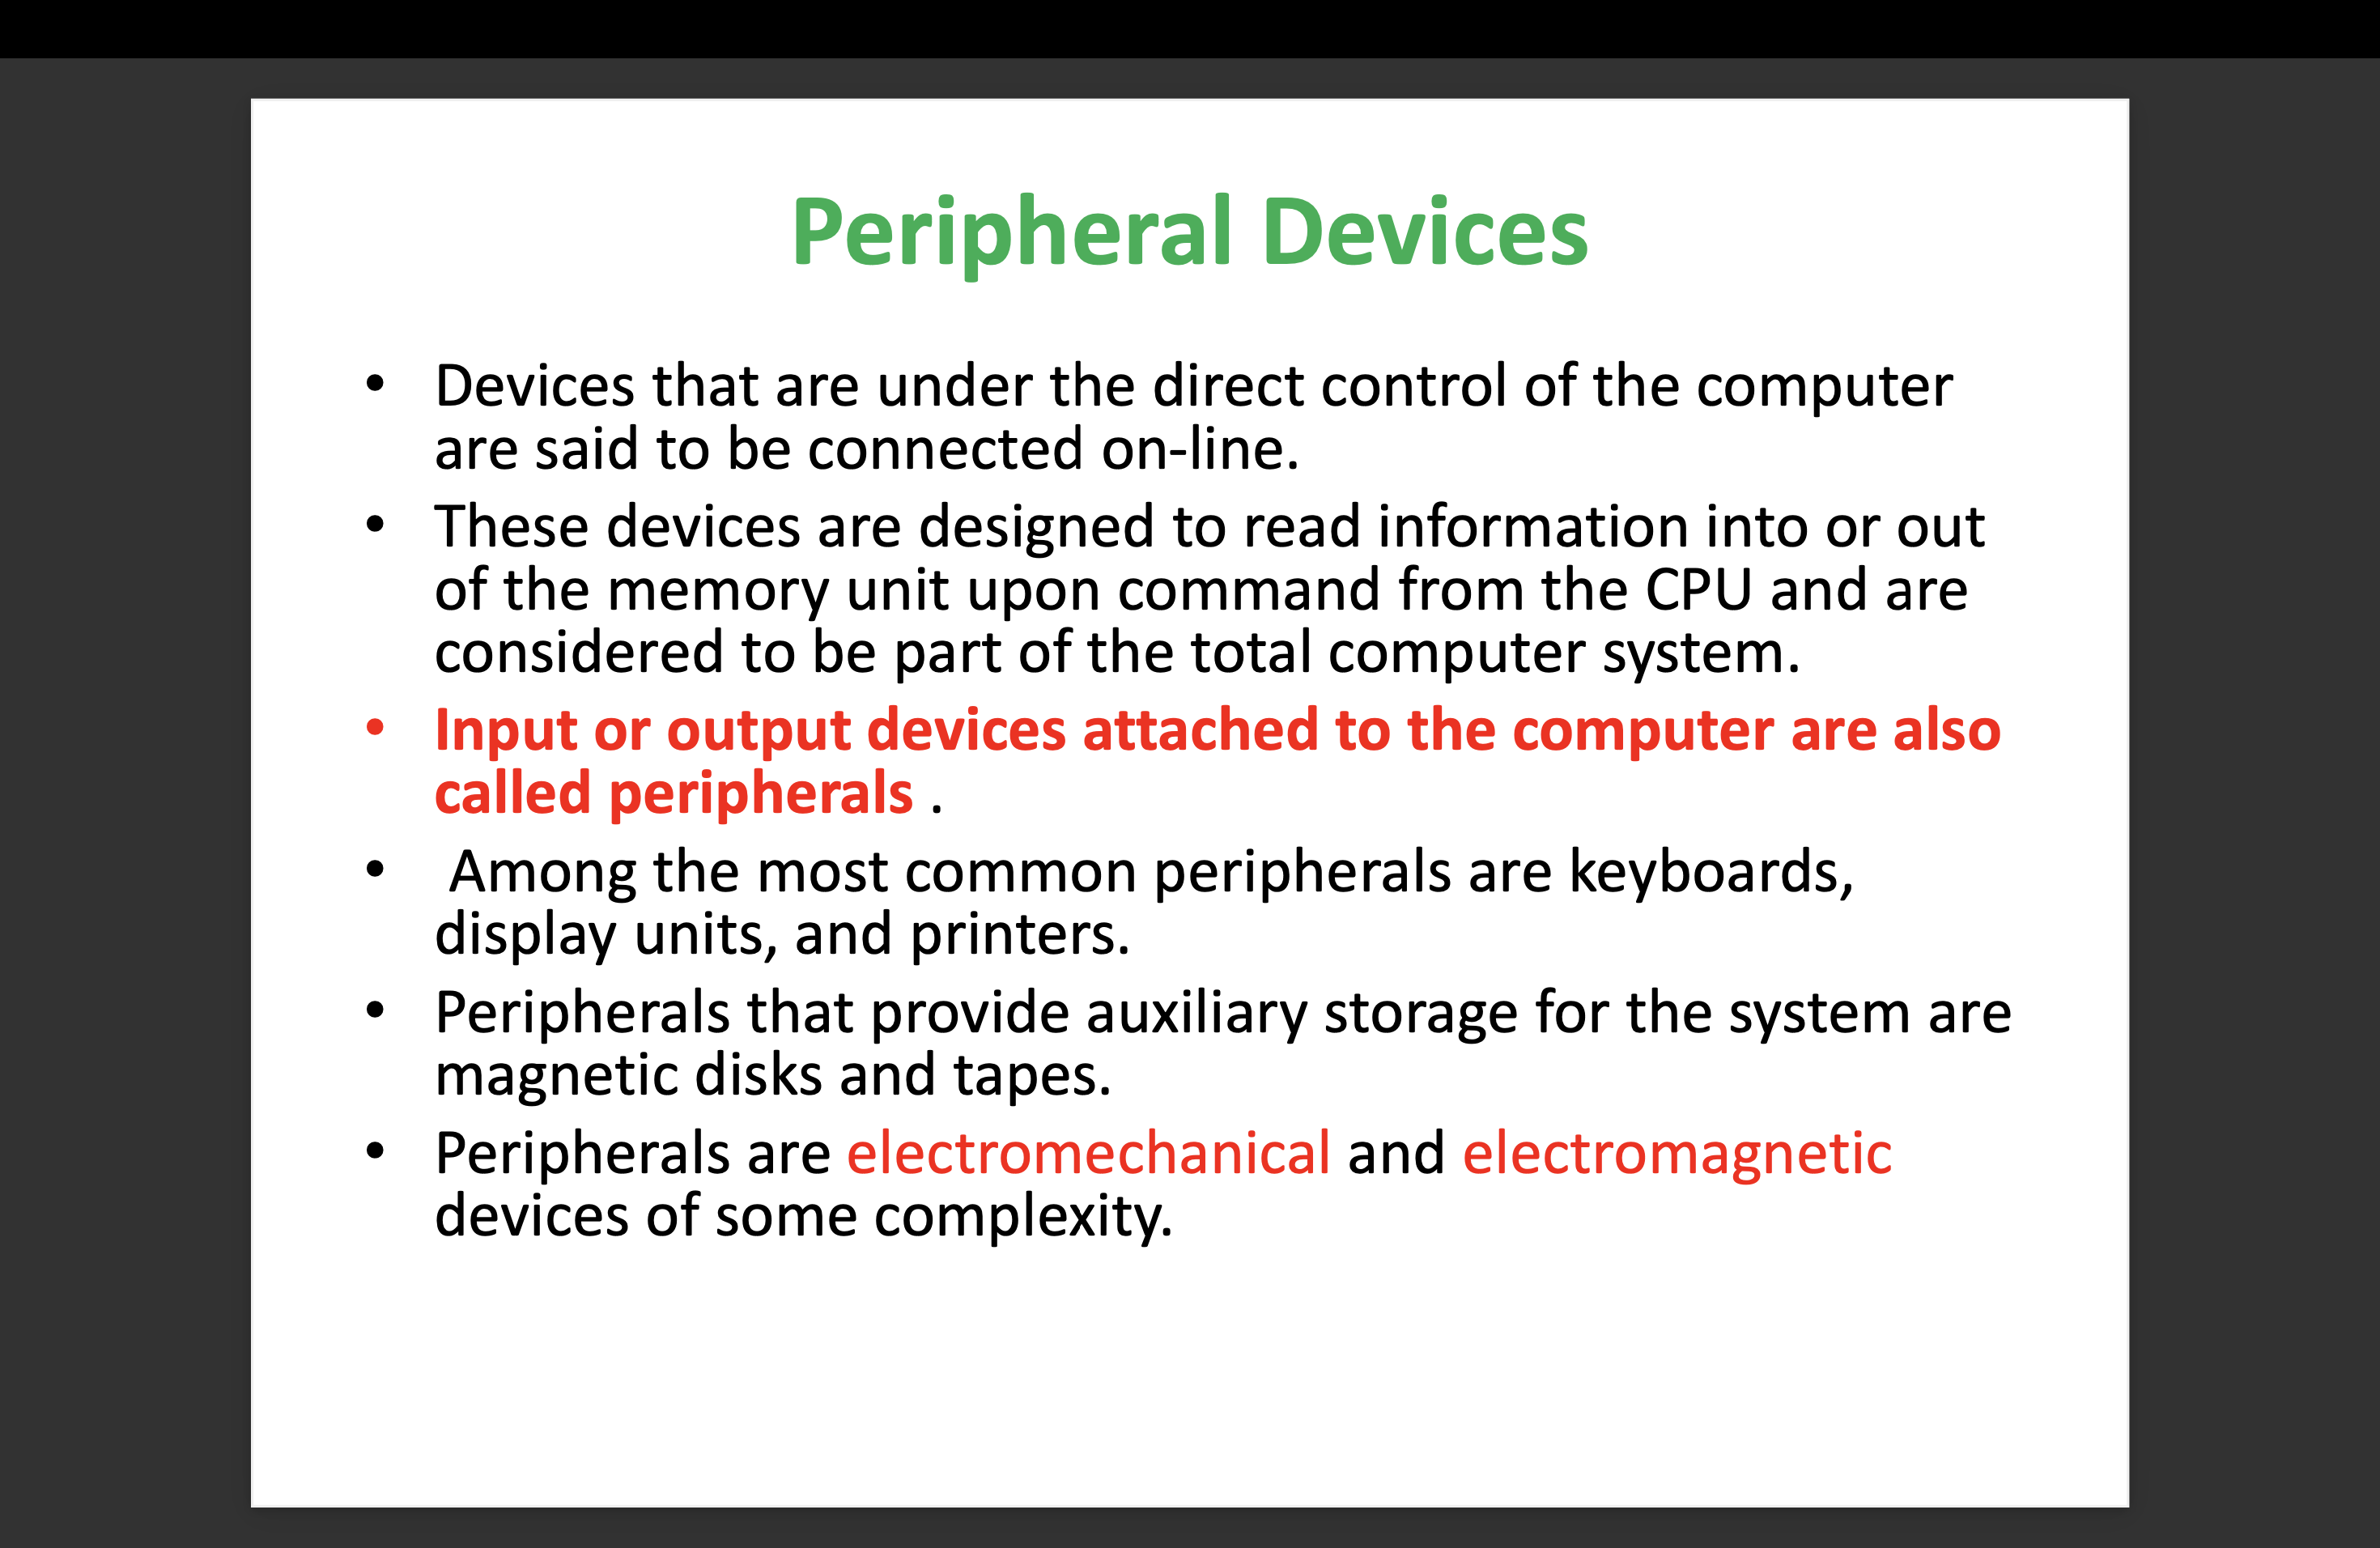 Peripheral Devices
• Devices that are under the direct control of the computer
are said to be connected on-line.
• These devices are designed to read information into or out
of the memory unit upon command from the CPU and are
considered to be part of the total computer system.
• Input or output devices attached to the computer are also
called peripherals .
• Among the most common peripherals are keyboards,
display units, and printers.
• Peripherals that provide auxiliary storage for the system are
magnetic disks and tapes.
• Peripherals are electromechanical and electromagnetic
devices of some complexity.